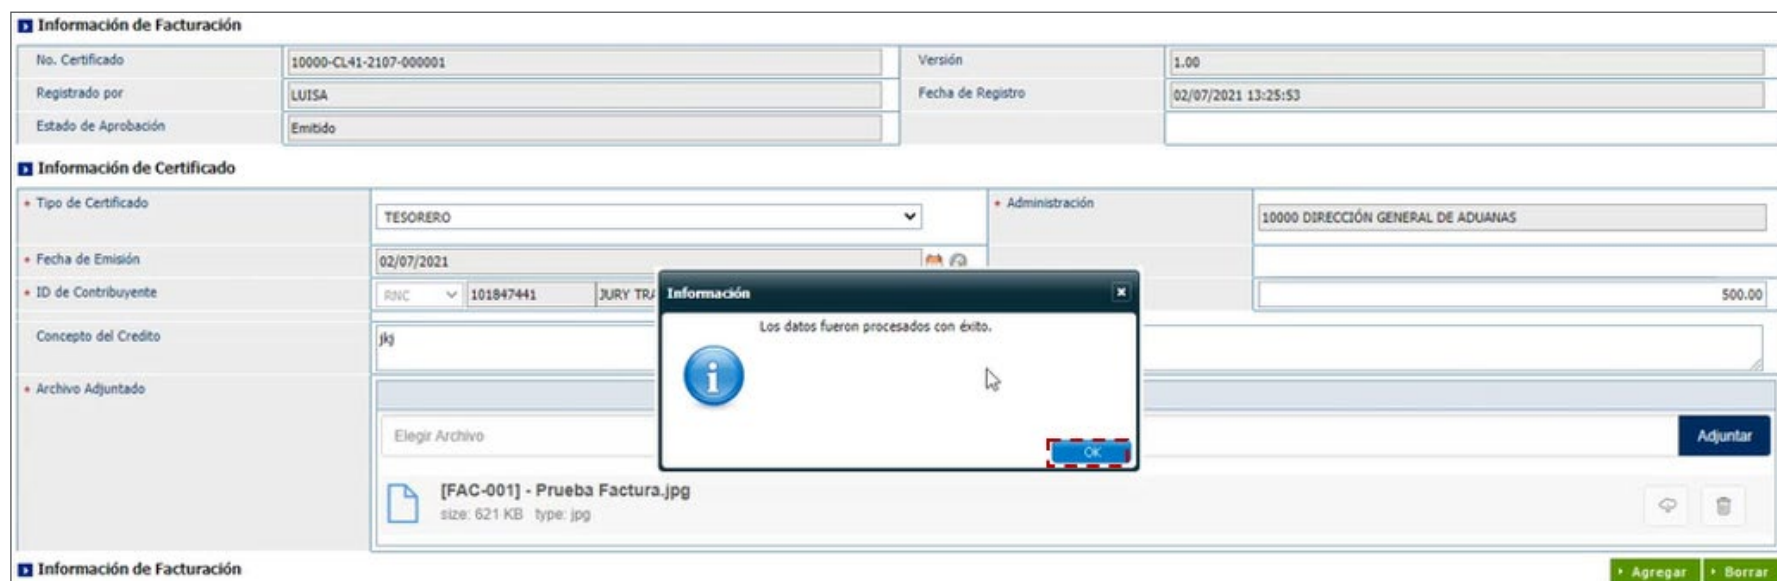 Información de Facturación
No. Certificado 10000-CL41-2107-000001 Versión 1.00
Registrado por LUISA Fecha de Registro 02/07/2021 13:25:53
Estado de Aprobación Emitido
Información de Certificado
* Tipo de Certificado TESORERO * Administración 10000 DIRECCIÓN GENERAL DE ADUANAS
* Fecha de Emisión 02/07/2021
* ID de Contribuyente RNC 101847441 JURY TRA 500.00
Información
Los datos fueron procesados con éxito.
OK
Concepto del Credito jkj
* Archivo Adjuntado
Elegir Archivo Adjuntar
[FAC-001] - Prueba Factura.jpg
size: 621 KB type: jpg
Información de Facturación Agregar Borrar